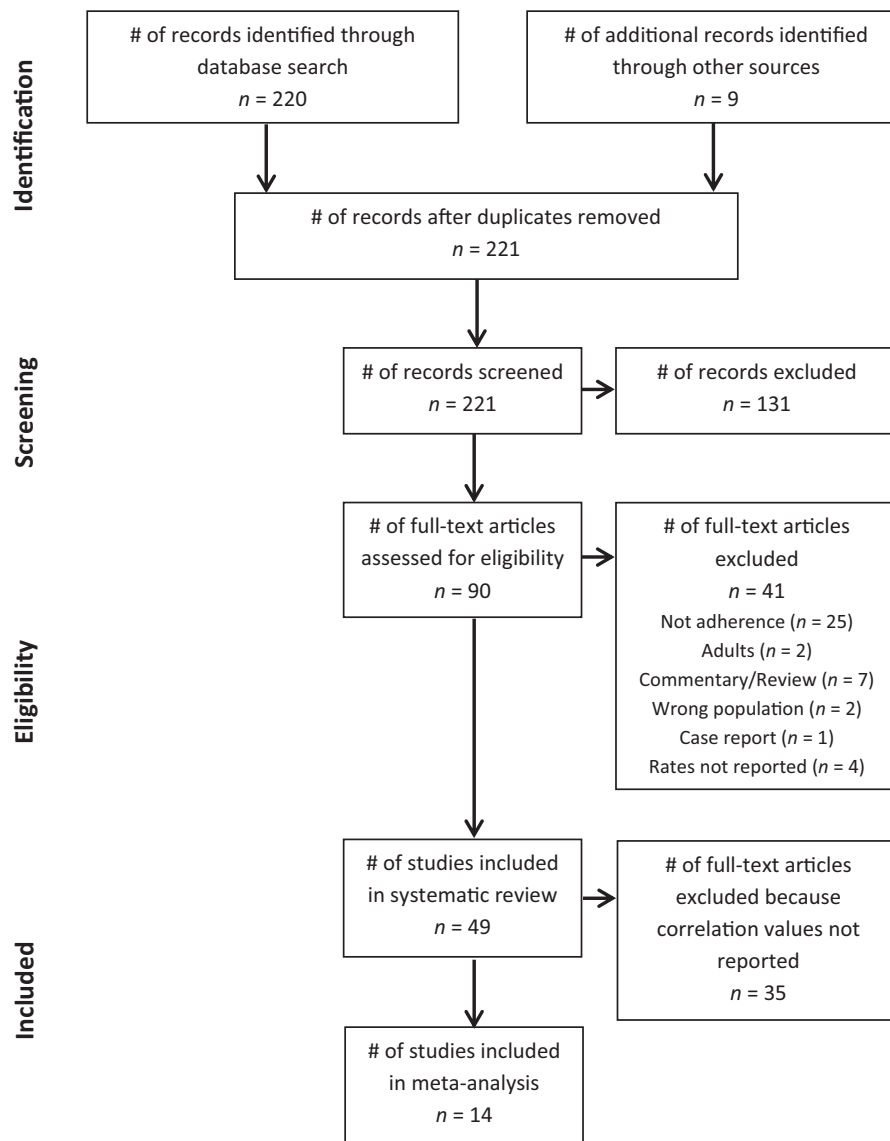 Identification
# of records identified through
database search
n = 220
# of additional records identified
through other sources
n = 9
# of records after duplicates removed
n = 221
Screening
# of records screened
n = 221
# of records excluded
n = 131
Eligibility
# of full-text articles
assessed for eligibility
n = 90
# of full-text articles
excluded
n = 41
Not adherence (n = 25)
Adults (n = 2)
Commentary/Review (n = 7)
Wrong population (n = 2)
Case report (n = 1)
Rates not reported (n = 4)
Included
# of studies included
in systematic review
n = 49
# of full-text articles
excluded because
correlation values not
reported
n = 35
# of studies included
in meta-analysis
n = 14